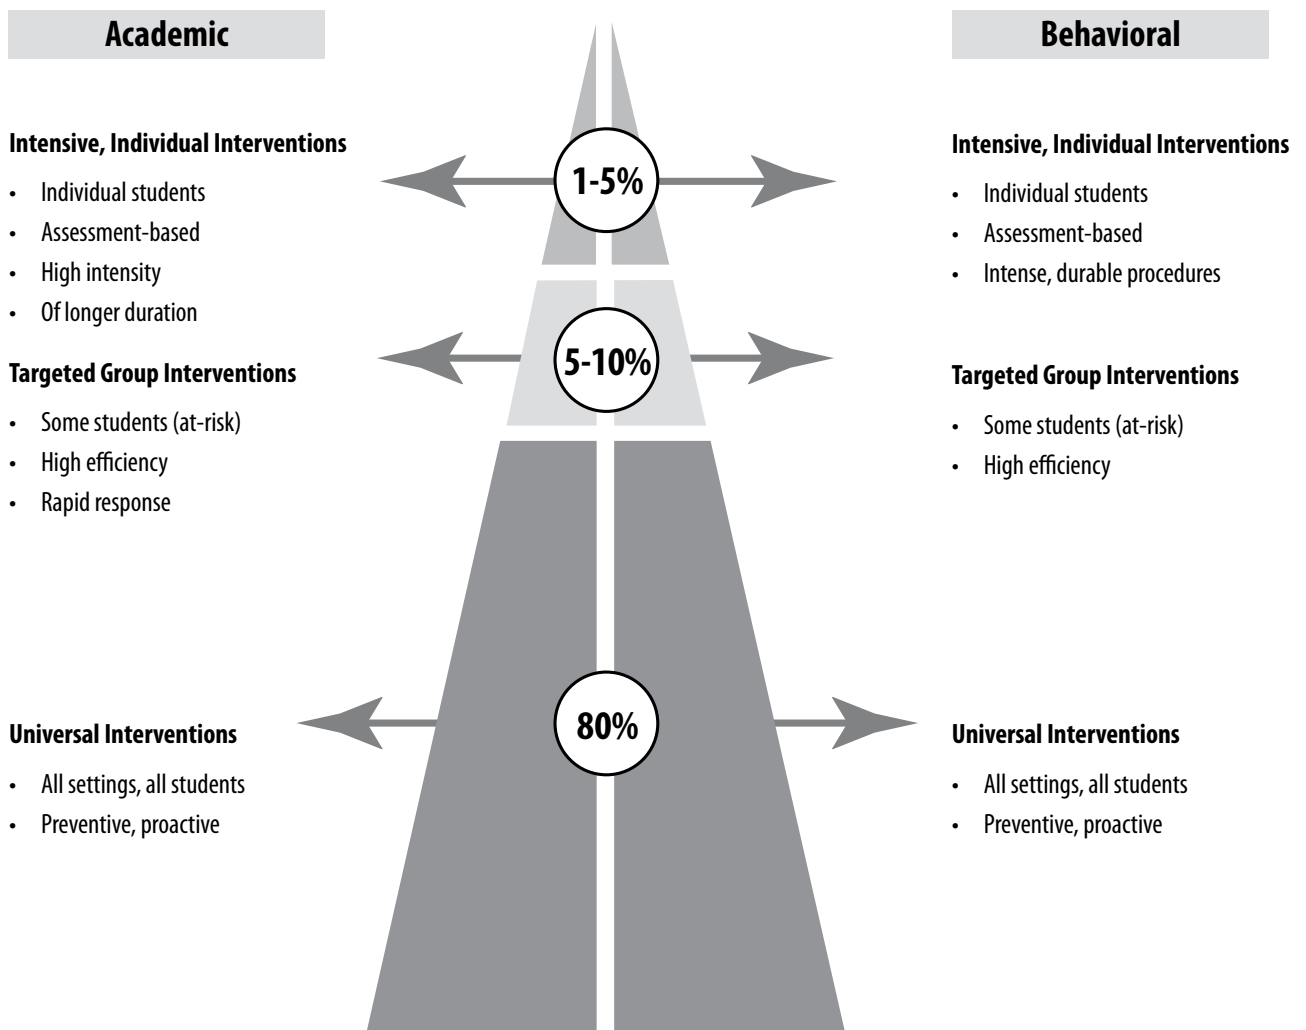 Academic
Intensive, Individual Interventions
• Individual students
• Assessment-based
• High intensity
• Of longer duration
Targeted Group Interventions
• Some students (at-risk)
• High efficiency
• Rapid response
Universal Interventions
• All settings, all students
• Preventive, proactive
1-5%
5-10%
80%
Behavioral
Intensive, Individual Interventions
• Individual students
• Assessment-based
• Intense, durable procedures
Targeted Group Interventions
• Some students (at-risk)
• High efficiency
Universal Interventions
• All settings, all students
• Preventive, proactive